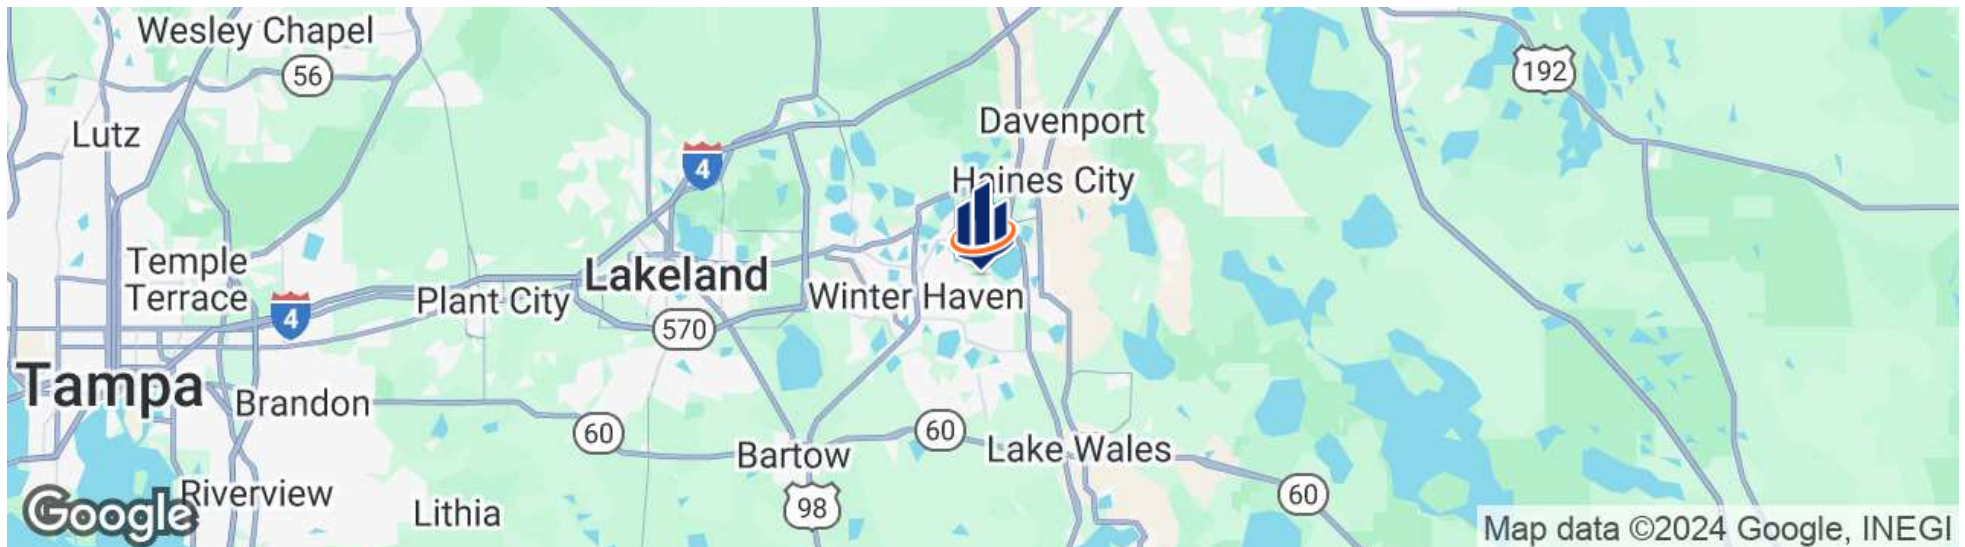 Wesley Chapel
56
192
Lutz
Davenport
4
Haines City
Temple
Terrace
Lakeland
Plant City
Winter Haven
4
570
Tampa
Brandon
60
60
Bartow
Lake Wales
Riverview
60
98
Lithia
Google
Map data ©2024 Google, INEGI